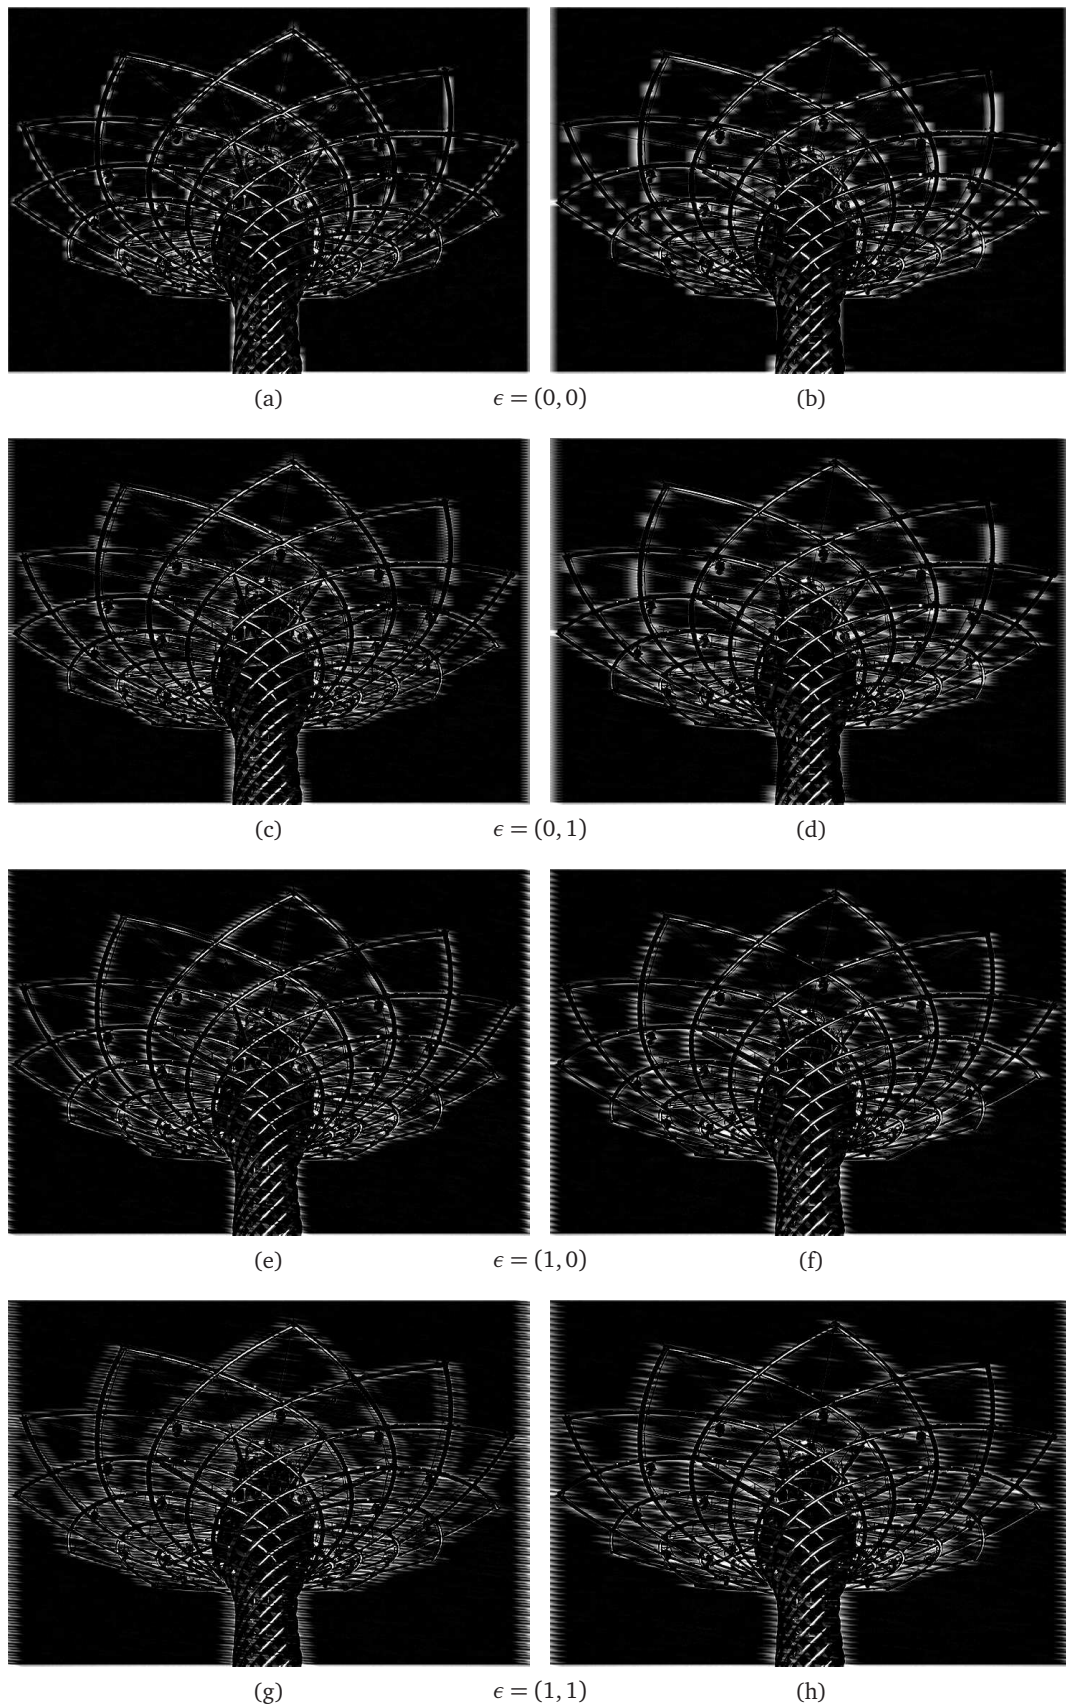 (a) ϵ = (0, 0) (b)
(c) ϵ = (0, 1) (d)
(e) ϵ = (1, 0) (f)
(g) ϵ = (1, 1) (h)